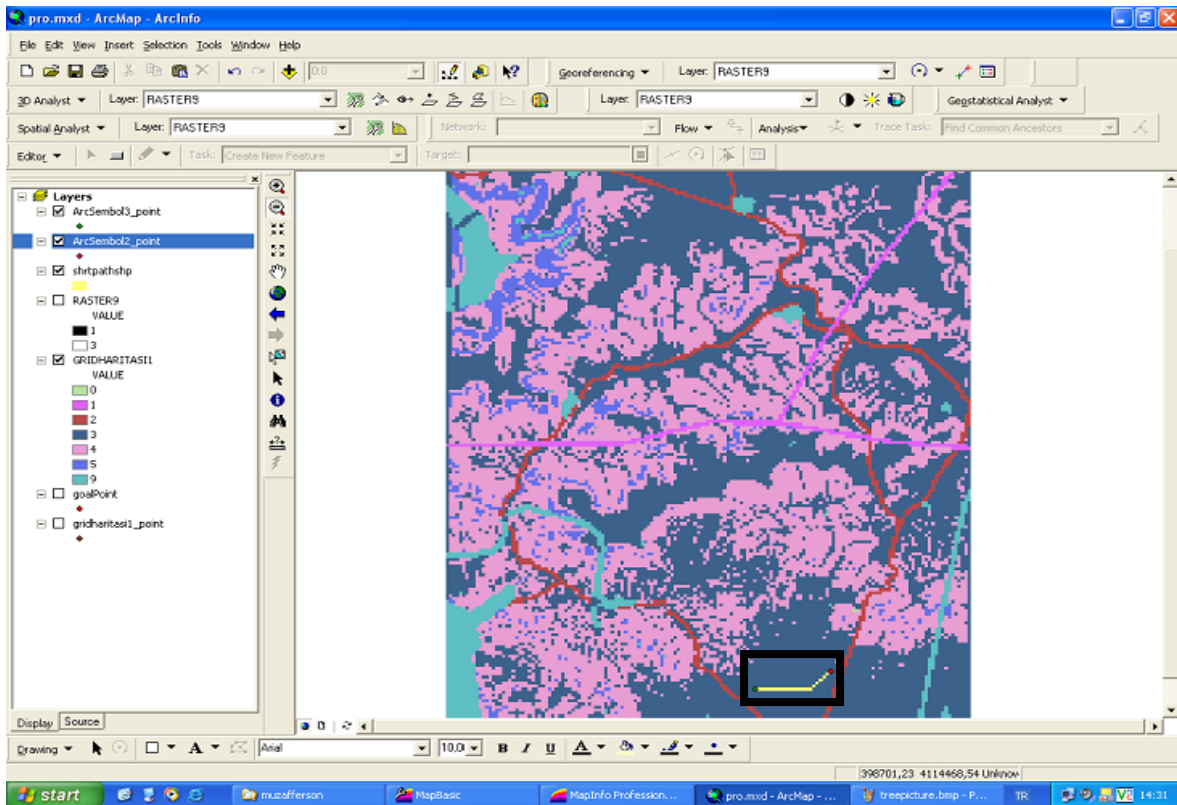 pro.mxd - ArcMap - ArcInfo
File Edit View Insert Selection Tools Window Help
0:0 Georeferencing Layer: RASTER9
3D Analyst Layer: RASTER9 Layer: RASTER9 Geostatistical Analyst
Spatial Analyst Layer: RASTER9 Network: Flow Analysis Trace Task: Find Common Ancestors
Editor Task: Create New Feature Target:
Layers
ArcSembol3_point
ArcSembol2_point
shrtpathshp
RASTER9
VALUE
1
3
GRIDHARITASI1
VALUE
0
1
2
3
4
5
9
goalPoint
gridharitasi1_point
Display Source
Drawing A Arial 10,0 B I U A
398701,23 4114468,54 Unknow
start muzafferson MapBasic MapInfo Profession... pro.mxd - ArcMap - ... treepicture.bmp - P... TR 14:31